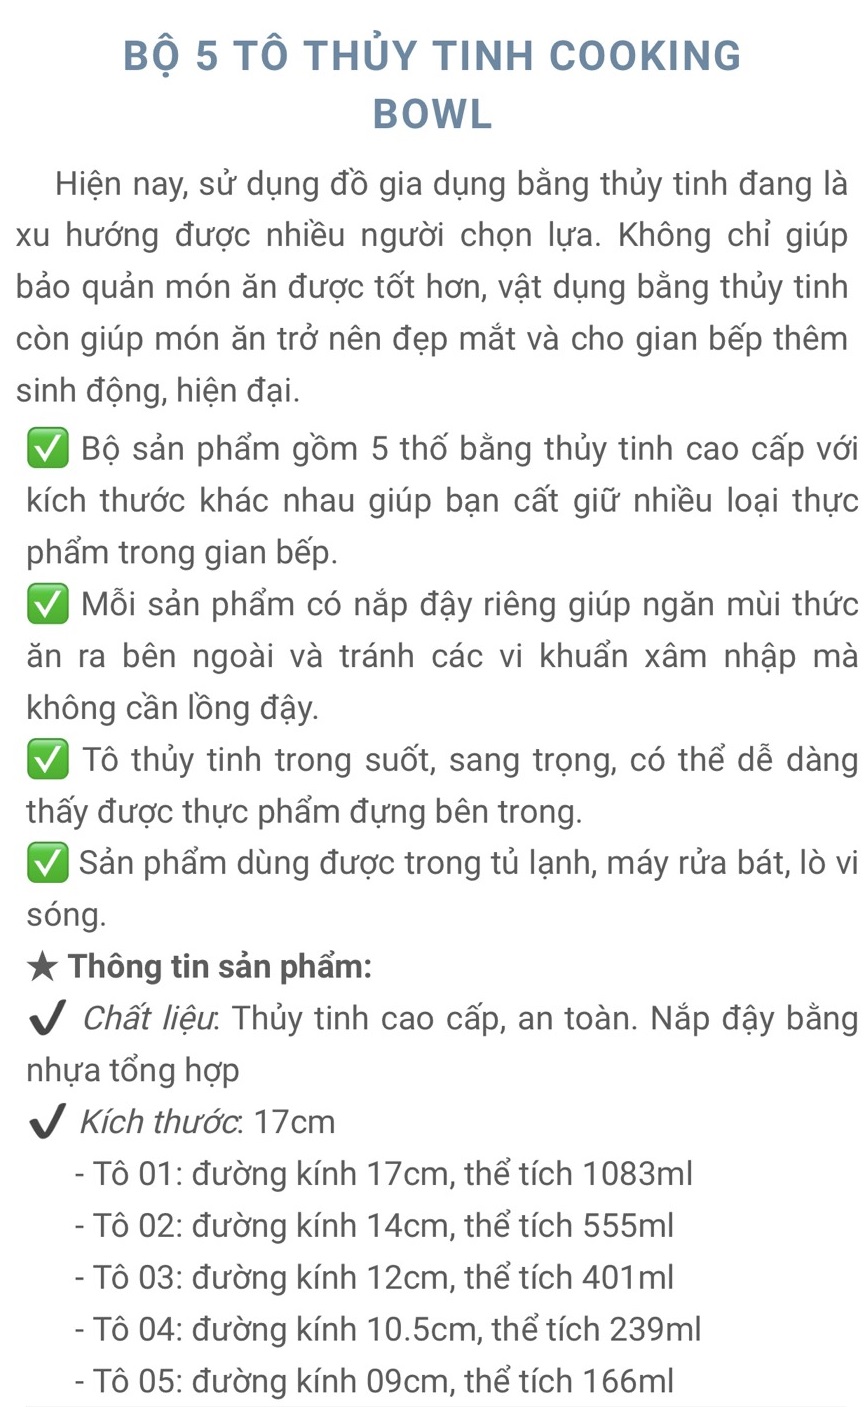 BỘ 5 TÔ THỦY TINH COOKING
BOWL
Hiện nay, sử dụng đồ gia dụng bằng thủy tinh đang là
xu hướng được nhiều người chọn lựa. Không chỉ giúp
bảo quản món ăn được tốt hơn, vật dụng bằng thủy tinh
còn giúp món ăn trở nên đẹp mắt và cho gian bếp thêm
sinh động, hiện đại.
✅ Bộ sản phẩm gồm 5 thố bằng thủy tinh cao cấp với
kích thước khác nhau giúp bạn cất giữ nhiều loại thực
phẩm trong gian bếp.
✅ Mỗi sản phẩm có nắp đậy riêng giúp ngăn mùi thức
ăn ra bên ngoài và tránh các vi khuẩn xâm nhập mà
không cần lồng đậy.
✅ Tô thủy tinh trong suốt, sang trọng, có thể dễ dàng
thấy được thực phẩm đựng bên trong.
✅ Sản phẩm dùng được trong tủ lạnh, máy rửa bát, lò vi
sóng.
★ Thông tin sản phẩm:
✔ Chất liệu: Thủy tinh cao cấp, an toàn. Nắp đậy bằng
nhựa tổng hợp
✔ Kích thước: 17cm
- Tô 01: đường kính 17cm, thể tích 1083ml
- Tô 02: đường kính 14cm, thể tích 555ml
- Tô 03: đường kính 12cm, thể tích 401ml
- Tô 04: đường kính 10.5cm, thể tích 239ml
- Tô 05: đường kính 09cm, thể tích 166ml